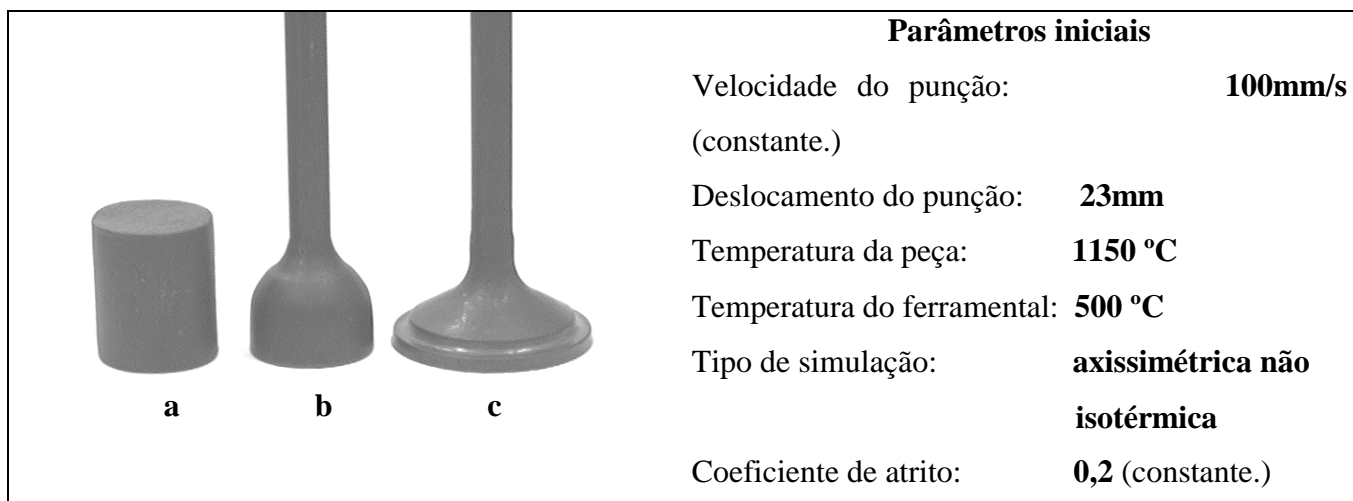 Parâmetros iniciais
Velocidade do punção: 100mm/s
(constante.)
Deslocamento do punção: 23mm
Temperatura da peça: 1150 ºC
Temperatura do ferramental: 500 ºC
Tipo de simulação: axissimétrica não
isotérmica
Coeficiente de atrito: 0,2 (constante.)
a b c